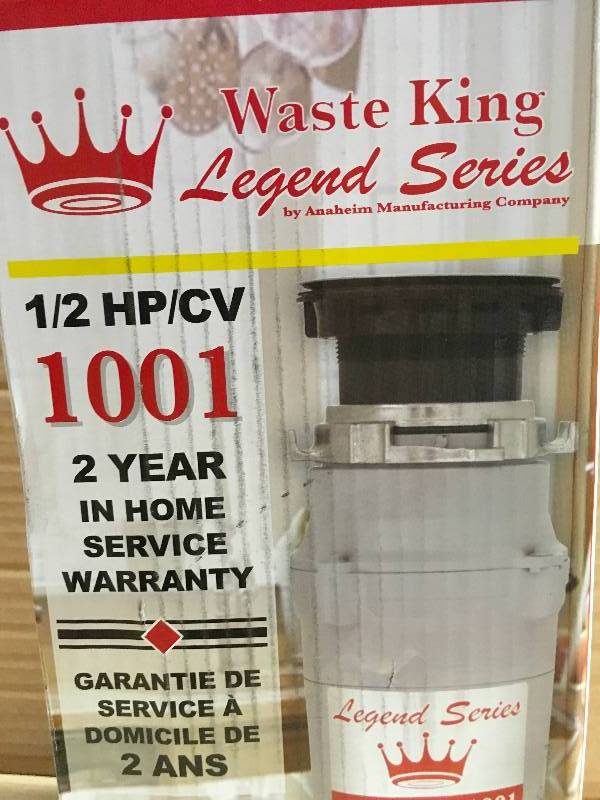 Waste King
Legend Series
by Anaheim Manufacturing Company
1/2 HP/CV
1001
2 YEAR
IN HOME
SERVICE
WARRANTY
GARANTIE DE
SERVICE À
DOMICILE DE
2 ANS
Legend Series